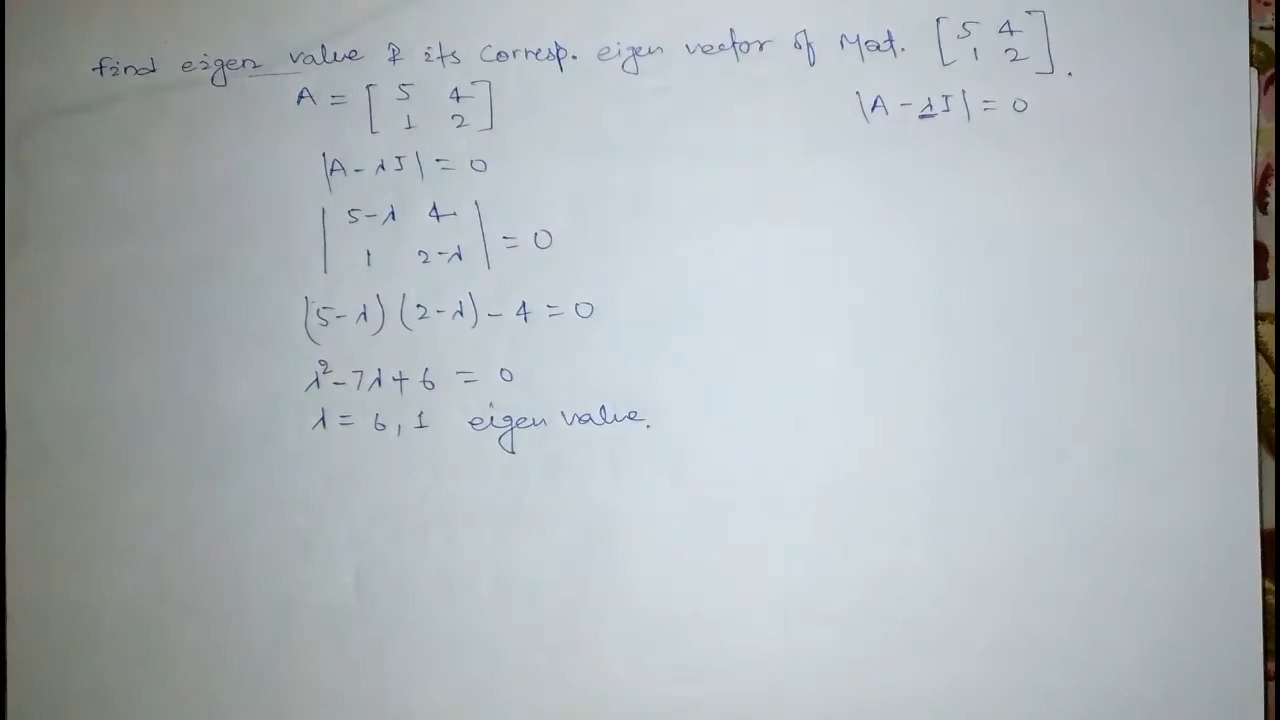 find eigen value & its corresp. eigen vector of Mat. [5 4
1 2].
A = [5 4
1 2]
|A - λI| = 0
|A - λI| = 0
|5-λ 4
1 2-λ| = 0
(5-λ) (2-λ) - 4 = 0
λ² - 7λ + 6 = 0
λ = 6, 1 eigen value.